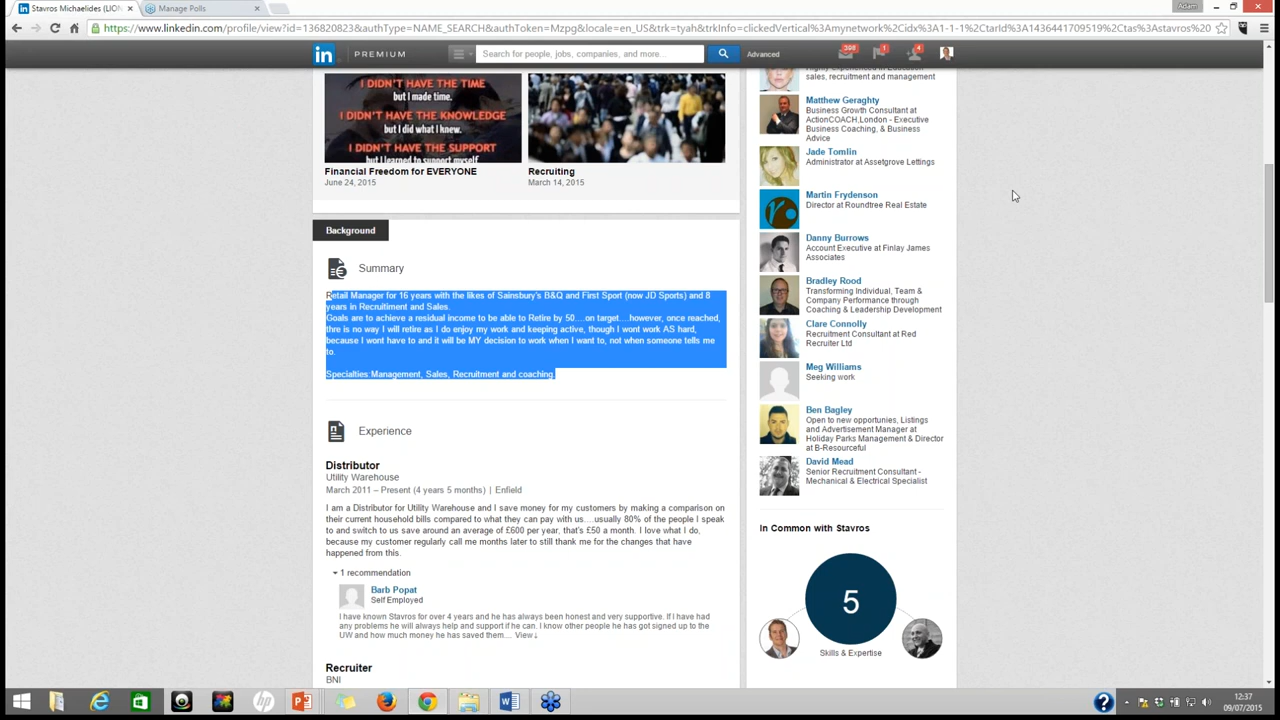 Stavros Michaelides (LION
Manage Polls
Adam
https://www.linkedin.com/profile/view?id=136820823&authType=NAME_SEARCH&authToken=Mzpg&locale=en_US&trk=tyah&trkInfo=clickedVertical%3Amynetwork%2Cidx%3A1-1-1%2CtarId%3A1436441709519%2Ctas%3Astavros%20
in PREMIUM
Search for people, jobs, companies, and more...
Advanced
398
1
4
I DIDN'T HAVE THE TIME
but I made time.
I DIDN'T HAVE THE KNOWLEDGE
but I did what I knew.
I DIDN'T HAVE THE SUPPORT
but I learned to support myself.
Financial Freedom for EVERYONE
June 24, 2015
Recruiting
March 14, 2015
Background
Summary
Retail Manager for 16 years with the likes of Sainsbury's B&Q and First Sport (now JD Sports) and 8
years in Recruitiment and Sales.
Goals are to achieve a residual income to be able to Retire by 50....on target....however, once reached,
thre is no way I will retire as I do enjoy my work and keeping active, though I wont work AS hard,
because I wont have to and it will be MY decision to work when I want to, not when someone tells me
to.
Specialties:Management, Sales, Recruitment and coaching.
Experience
Distributor
Utility Warehouse
March 2011 – Present (4 years 5 months) | Enfield
I am a Distributor for Utility Warehouse and I save money for my customers by making a comparison on
their current household bills compared to what they can pay with us.....usually 80% of the people I speak
to and switch to us save around an average of £600 per year, that's £50 a month. I love what I do,
because my customer regularly call me months later to still thank me for the changes that have
happened from this.
1 recommendation
Barb Popat
Self Employed
I have known Stavros for over 4 years and he has always been honest and very supportive. If I have had
any problems he will always help and support if he can. I know other people he has got signed up to the
UW and how much money he has saved them... View↓
Recruiter
BNI
sales, recruitment and management
Matthew Geraghty
Business Growth Consultant at
ActionCOACH,London - Executive
Business Coaching, & Business
Advice
Jade Tomlin
Administrator at Assetgrove Lettings
Martin Frydenson
Director at Roundtree Real Estate
Danny Burrows
Account Executive at Finlay James
Associates
Bradley Rood
Transforming Individual, Team &
Company Performance through
Coaching & Leadership Development
Clare Connolly
Recruitment Consultant at Red
Recruiter Ltd
Meg Williams
Seeking work
Ben Bagley
Open to new opportunies, Listings
and Advertisement Manager at
Holiday Parks Management & Director
at B-Resourceful
David Mead
Senior Recruitment Consultant -
Mechanical & Electrical Specialist
In Common with Stavros
5
Skills & Expertise
12:37
09/07/2015